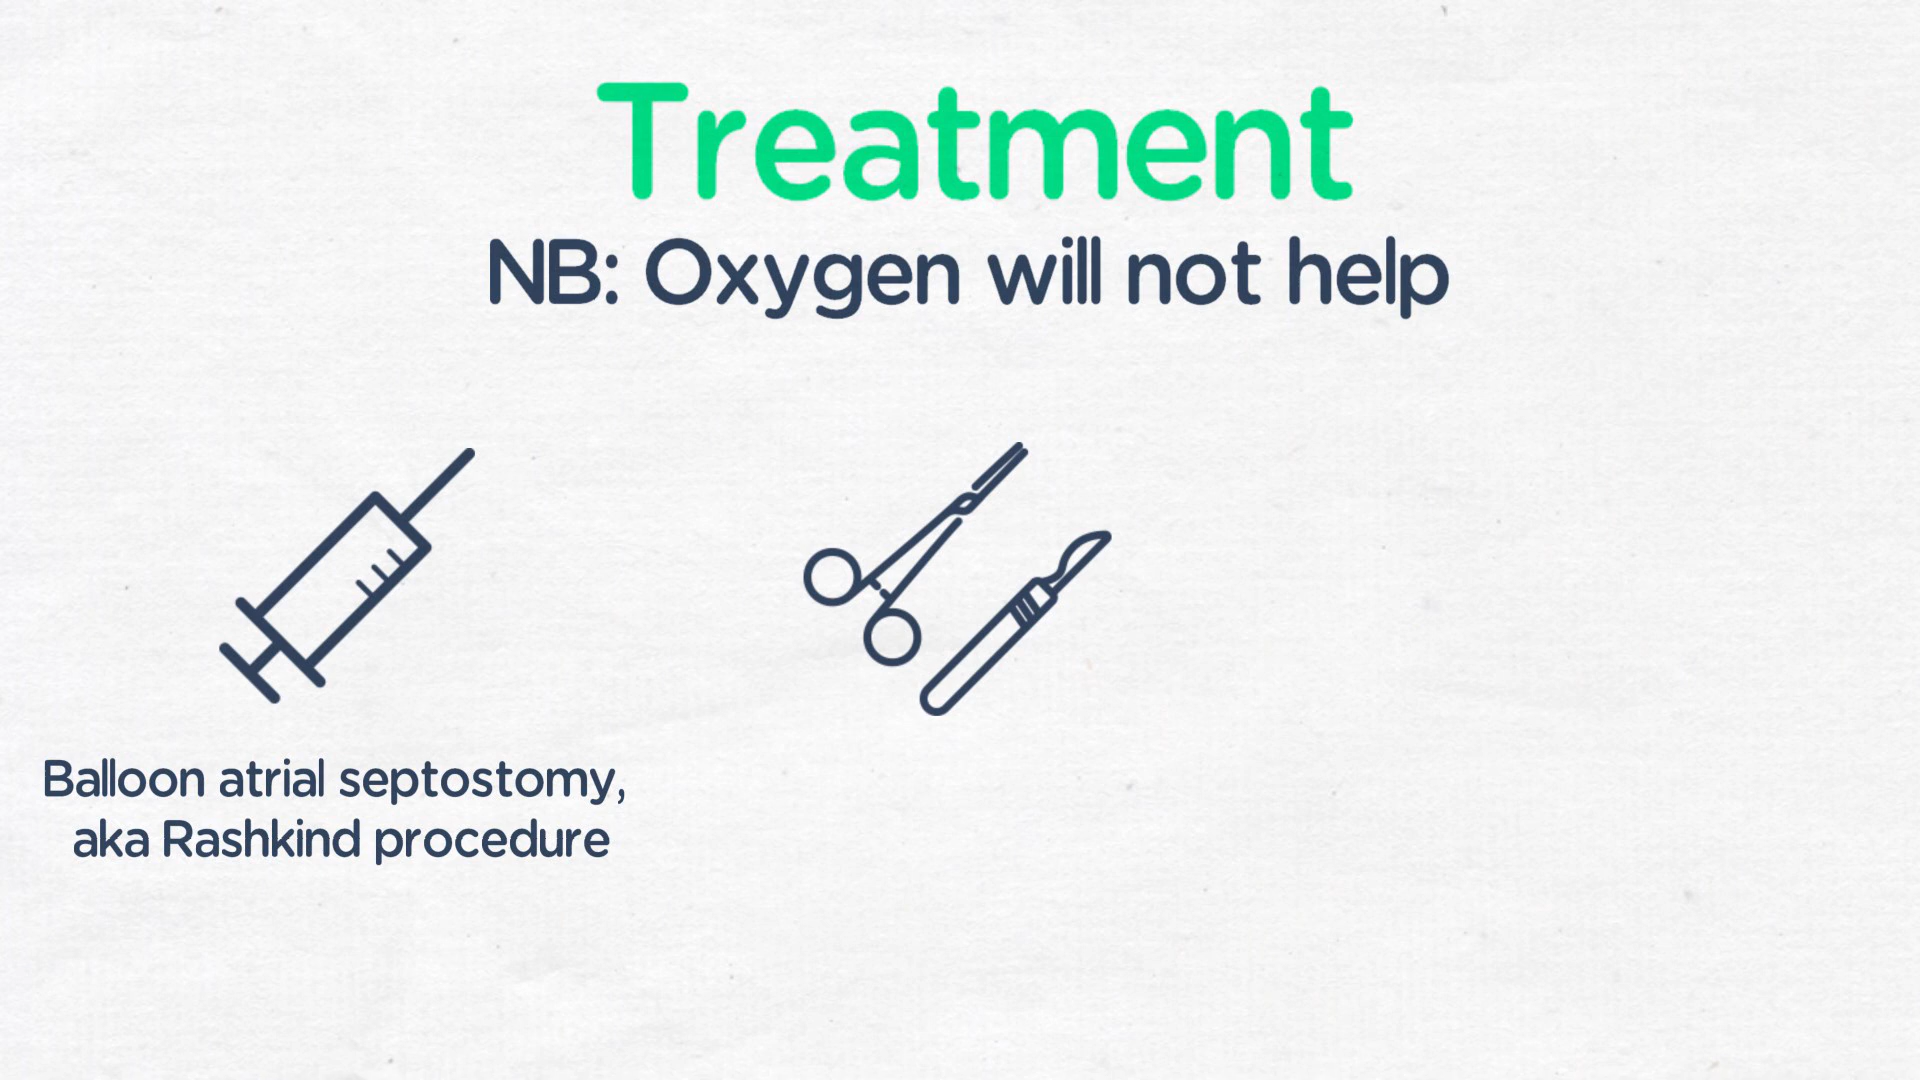 Treatment
NB: Oxygen will not help
Balloon atrial septostomy,
aka Rashkind procedure